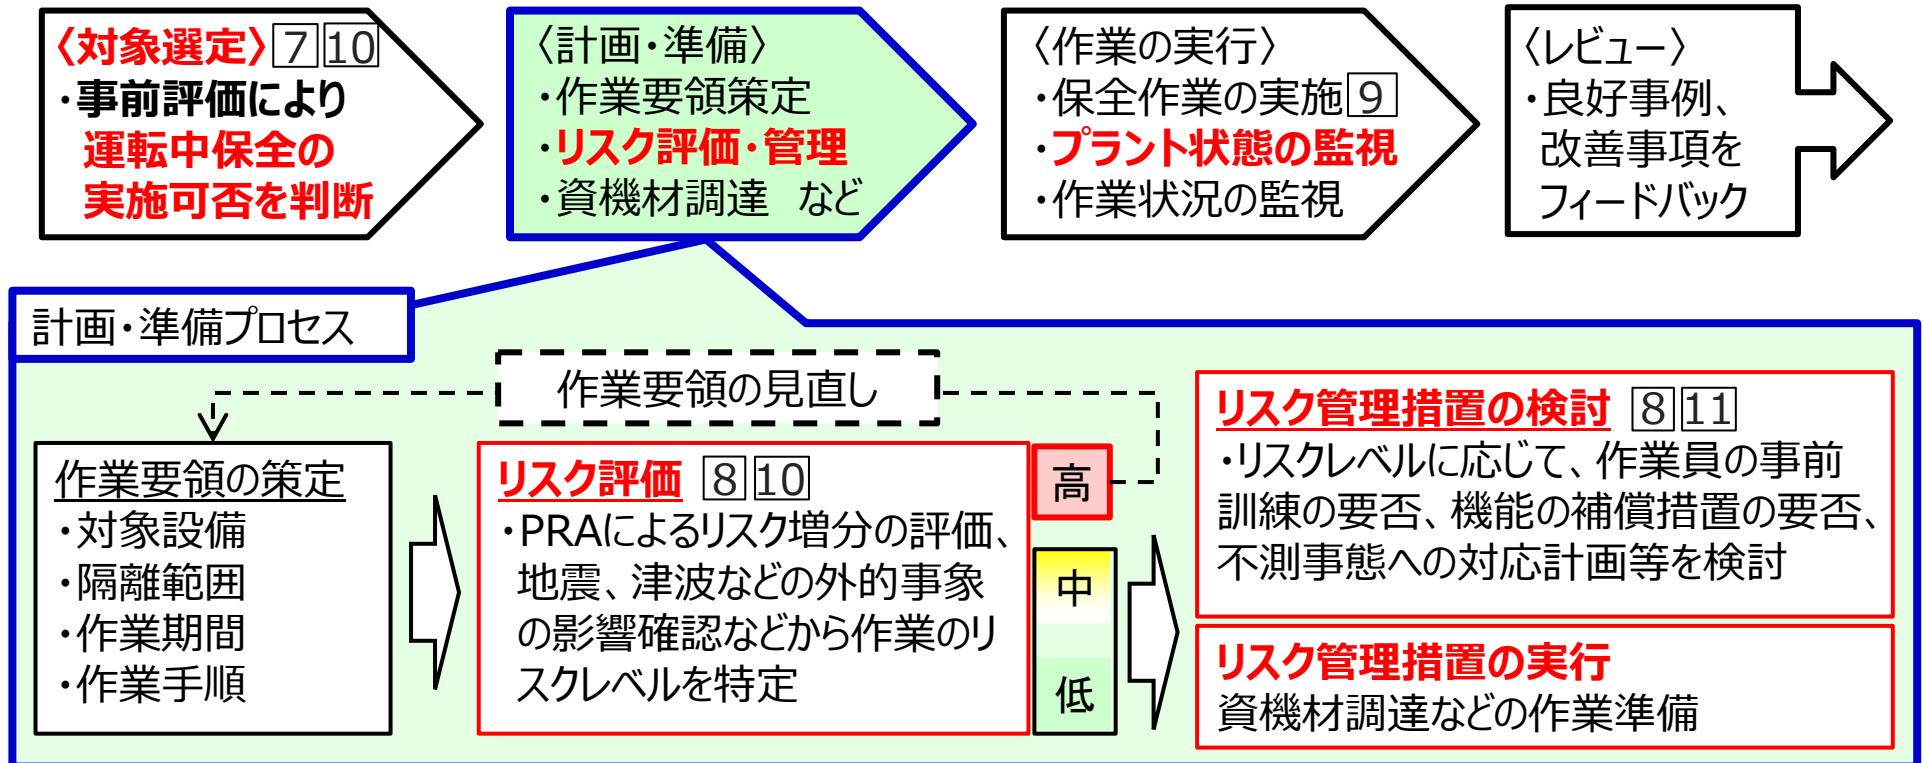 〈対象選定〉 7 10
・事前評価により
運転中保全の
実施可否を判断
〈計画・準備〉
・作業要領策定
・リスク評価・管理
・資機材調達 など
〈作業の実行〉
・保全作業の実施 9
・プラント状態の監視
・作業状況の監視
〈レビュー〉
・良好事例、
改善事項を
フィードバック
計画・準備プロセス
作業要領の見直し
作業要領の策定
・対象設備
・隔離範囲
・作業期間
・作業手順
リスク評価 8 10
・PRAによるリスク増分の評価、
地震、津波などの外的事象
の影響確認などから作業のリ
スクレベルを特定
高
中
低
リスク管理措置の検討 8 11
・リスクレベルに応じて、作業員の事前
訓練の要否、機能の補償措置の要否、
不測事態への対応計画等を検討
リスク管理措置の実行
資機材調達などの作業準備